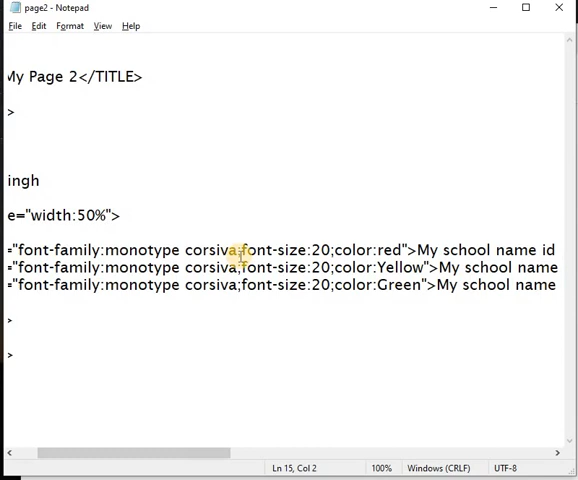 page2 - Notepad
File Edit Format View Help
My Page 2</TITLE>
>
ingh
e="width:50%">
="font-family:monotype corsiva;font-size:20;color:red">My school name id
="font-family:monotype corsiva;font-size:20;color:Yellow">My school name
="font-family:monotype corsiva;font-size:20;color:Green">My school name
>
>
Ln 15, Col 2 100% Windows (CRLF) UTF-8